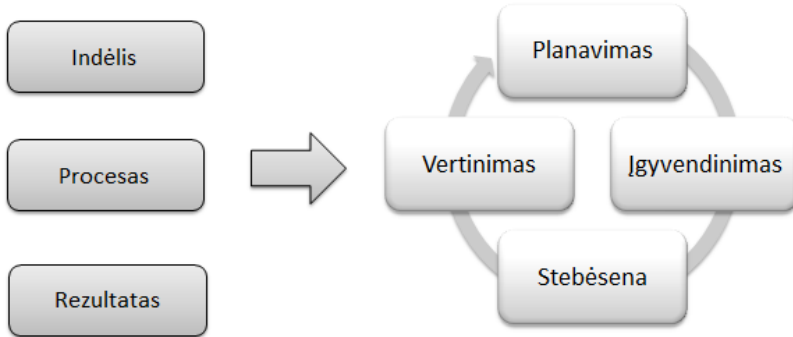 Indėlis
Procesas
Rezultatas
Planavimas
Įgyvendinimas
Stebėsena
Vertinimas